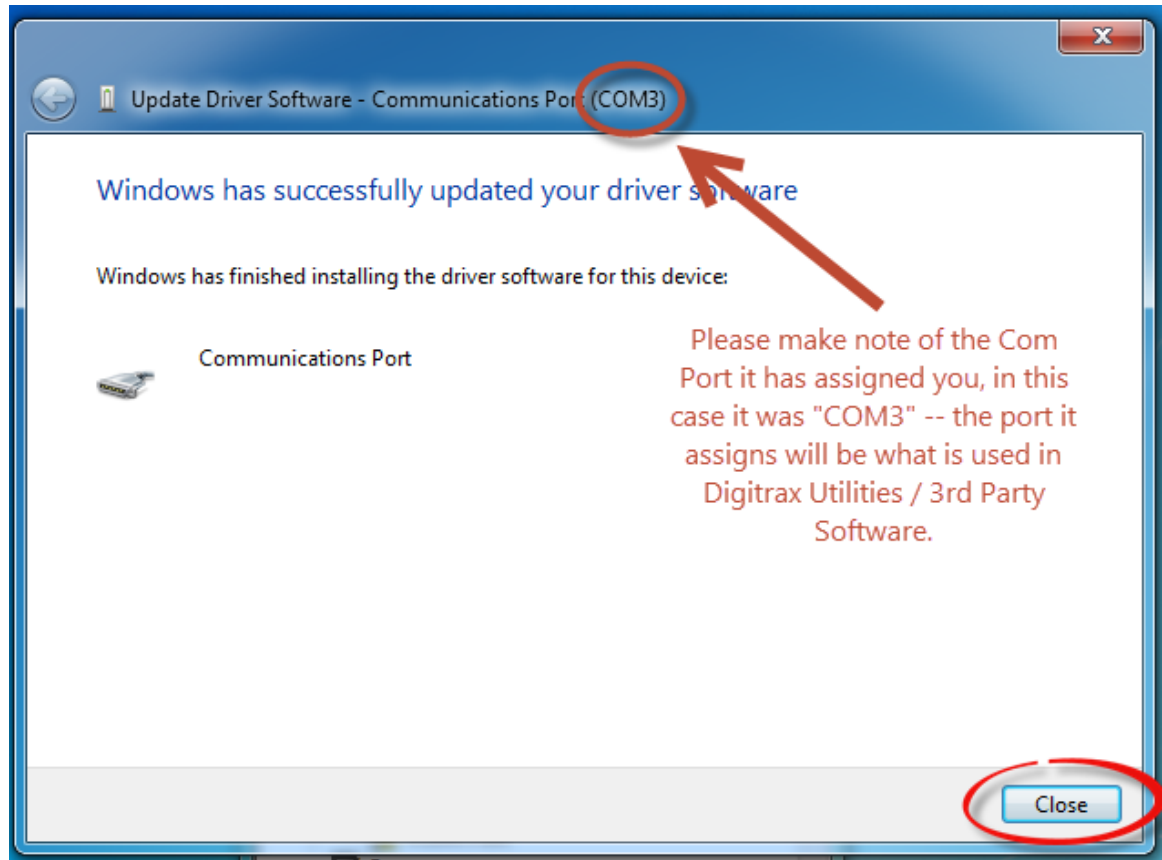 Update Driver Software - Communications Port (COM3)
Windows has successfully updated your driver software
Windows has finished installing the driver software for this device:
Communications Port
Please make note of the Com
Port it has assigned you, in this
case it was "COM3" -- the port it
assigns will be what is used in
Digitrax Utilities / 3rd Party
Software.
Close